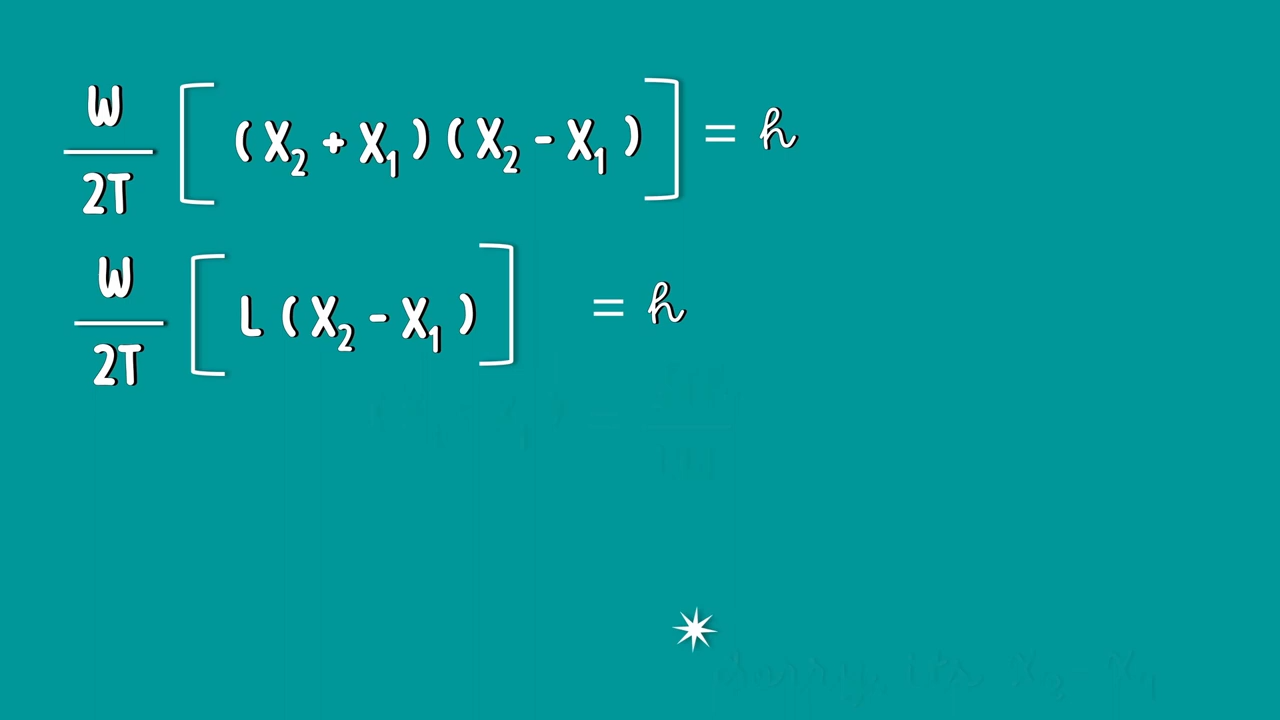 W/2T [ (X₂ + X₁) (X₂ - X₁) ] = h
W/2T [ L (X₂ - X₁) ] = h